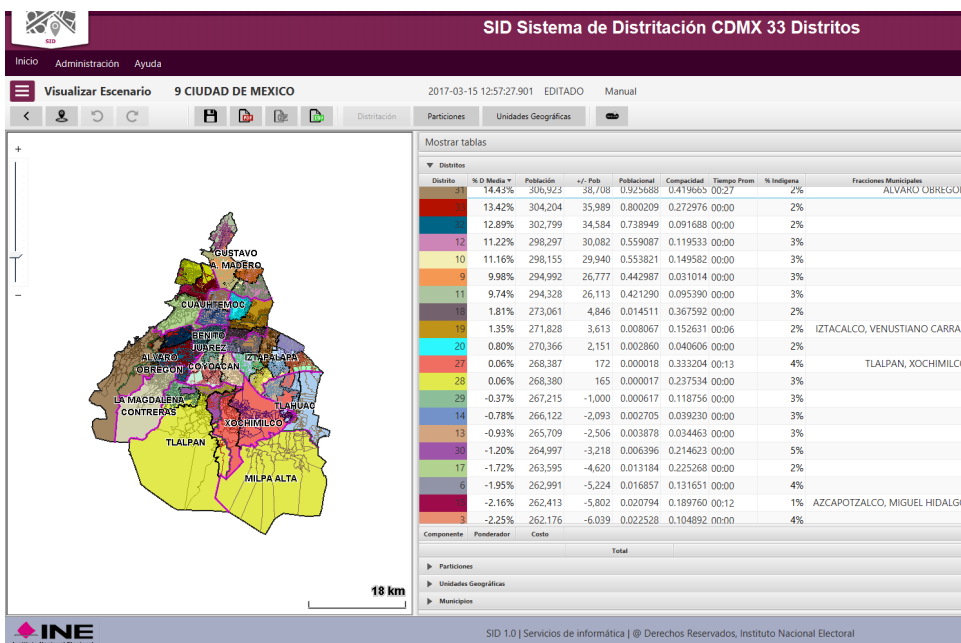 SID
SID Sistema de Distritación CDMX 33 Distritos
Inicio Administración Ayuda
Visualizar Escenario 9 CIUDAD DE MEXICO 2017-03-15 12:57:27.901 EDITADO Manual
Distritación Particiones Unidades Geográficas
+
−
GUSTAVO
A. MADERO
CUAUHTEMOC
BENITO
JUAREZ
ALVARO
OBREGON
COYOACAN
IZTAPALAPA
LA MAGDALENA
CONTRERAS
TLAHUAC
XOCHIMILCO
TLALPAN
MILPA ALTA
18 km
Mostrar tablas
Distritos
Distrito % D Media Población +/- Pob Poblacional Compacidad Tiempo Prom % Indigena Fracciones Municipales
31 14.43% 306,923 38,708 0.925688 0.419665 00:27 2% ALVARO OBREGON
13.42% 304,204 35,989 0.800209 0.272976 00:00 2%
12.89% 302,799 34,584 0.738949 0.091688 00:00 2%
12 11.22% 298,297 30,082 0.559087 0.119533 00:00 3%
10 11.16% 298,155 29,940 0.553821 0.149582 00:00 3%
9 9.98% 294,992 26,777 0.442987 0.031014 00:00 3%
11 9.74% 294,328 26,113 0.421290 0.095390 00:00 3%
18 1.81% 273,061 4,846 0.014511 0.367592 00:00 2%
19 1.35% 271,828 3,613 0.008067 0.152631 00:06 2% IZTACALCO, VENUSTIANO CARRA
20 0.80% 270,366 2,151 0.002860 0.040606 00:00 2%
27 0.06% 268,387 172 0.000018 0.333204 00:13 4% TLALPAN, XOCHIMILCO
28 0.06% 268,380 165 0.000017 0.237534 00:00 3%
29 -0.37% 267,215 -1,000 0.000617 0.118756 00:00 3%
14 -0.78% 266,122 -2,093 0.002705 0.039230 00:00 3%
13 -0.93% 265,709 -2,506 0.003878 0.034463 00:00 3%
30 -1.20% 264,997 -3,218 0.006396 0.214623 00:00 5%
17 -1.72% 263,595 -4,620 0.013184 0.225268 00:00 2%
6 -1.95% 262,991 -5,224 0.016857 0.131651 00:00 4%
-2.16% 262,413 -5,802 0.020794 0.189760 00:12 1% AZCAPOTZALCO, MIGUEL HIDALGO
3 -2.25% 262,176 -6,039 0.022528 0.104892 00:00 4%
Componente Ponderador Costo
Total
Particiones
Unidades Geográficas
Municipios
INE
SID 1.0 | Servicios de informática | @ Derechos Reservados, Instituto Nacional Electoral